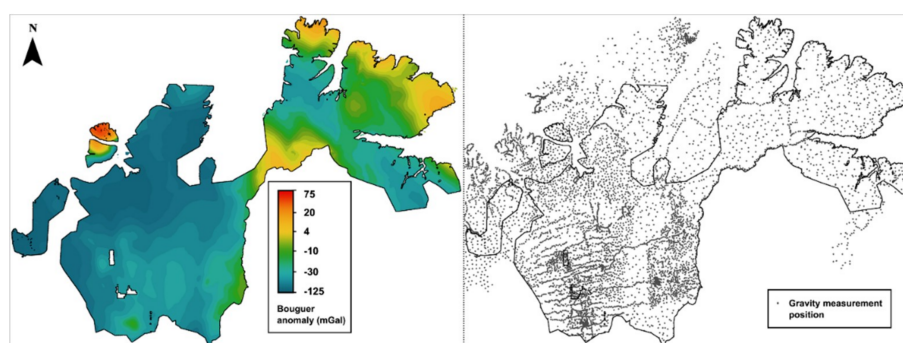 N
75
20
4
-10
-30
-125
Bouguer
anomaly (mGal)
Gravity measurement
position